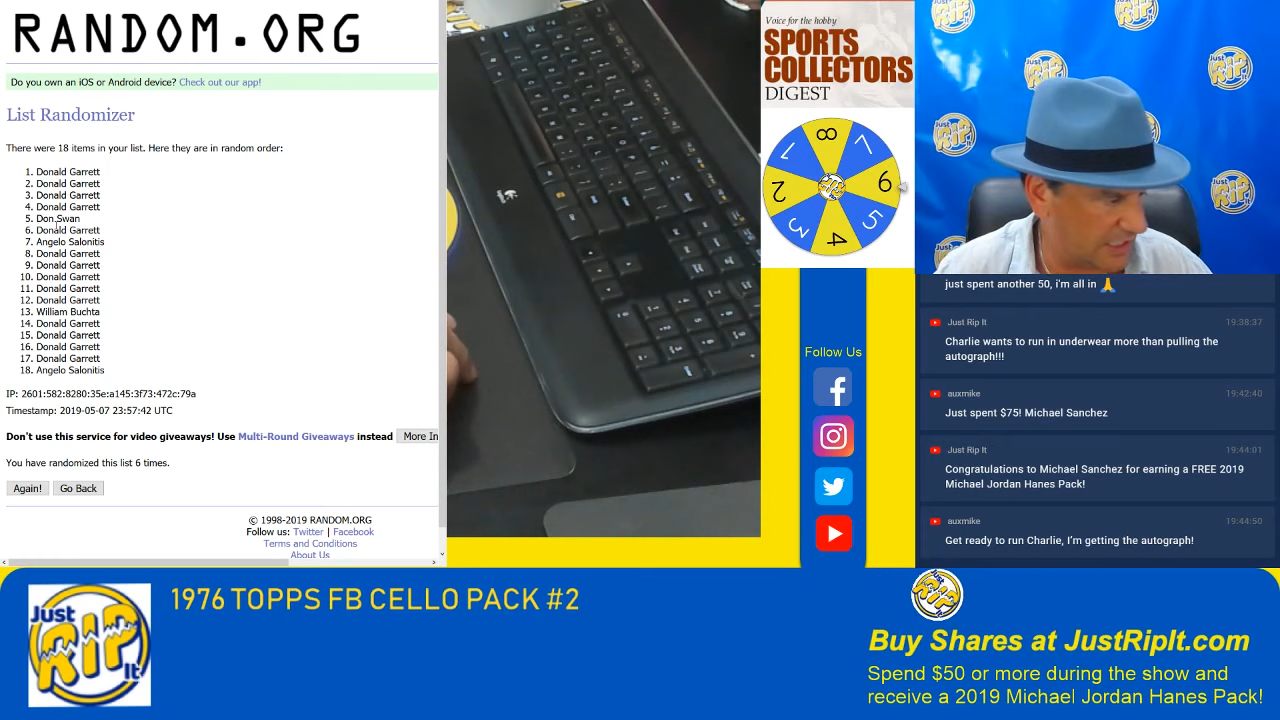 RANDOM.ORG
Do you own an iOS or Android device? Check out our app!
List Randomizer
There were 18 items in your list. Here they are in random order:
1. Donald Garrett
2. Donald Garrett
3. Donald Garrett
4. Donald Garrett
5. Don Swan
6. Donald Garrett
7. Angelo Salonitis
8. Donald Garrett
9. Donald Garrett
10. Donald Garrett
11. Donald Garrett
12. Donald Garrett
13. William Buchta
14. Donald Garrett
15. Donald Garrett
16. Donald Garrett
17. Donald Garrett
18. Angelo Salonitis
IP: 2601:582:8280:35e:a145:3f73:472c:79a
Timestamp: 2019-05-07 23:57:42 UTC
Don't use this service for video giveaways! Use Multi-Round Giveaways instead More In
You have randomized this list 6 times.
Again! Go Back
© 1998-2019 RANDOM.ORG
Follow us: Twitter | Facebook
Terms and Conditions
About Us
Voice for the hobby
SPORTS
COLLECTORS
DIGEST
8
7
6
5
4
3
2
1
Follow Us
just spent another 50, i'm all in 🙏
Just Rip It 19:38:37
Charlie wants to run in underwear more than pulling the
autograph!!!
auxmike 19:42:40
Just spent $75! Michael Sanchez
Just Rip It 19:44:01
Congratulations to Michael Sanchez for earning a FREE 2019
Michael Jordan Hanes Pack!
auxmike 19:44:50
Get ready to run Charlie, I'm getting the autograph!
Just
RIP
It
1976 TOPPS FB CELLO PACK #2
Buy Shares at JustRipIt.com
Spend $50 or more during the show and
receive a 2019 Michael Jordan Hanes Pack!